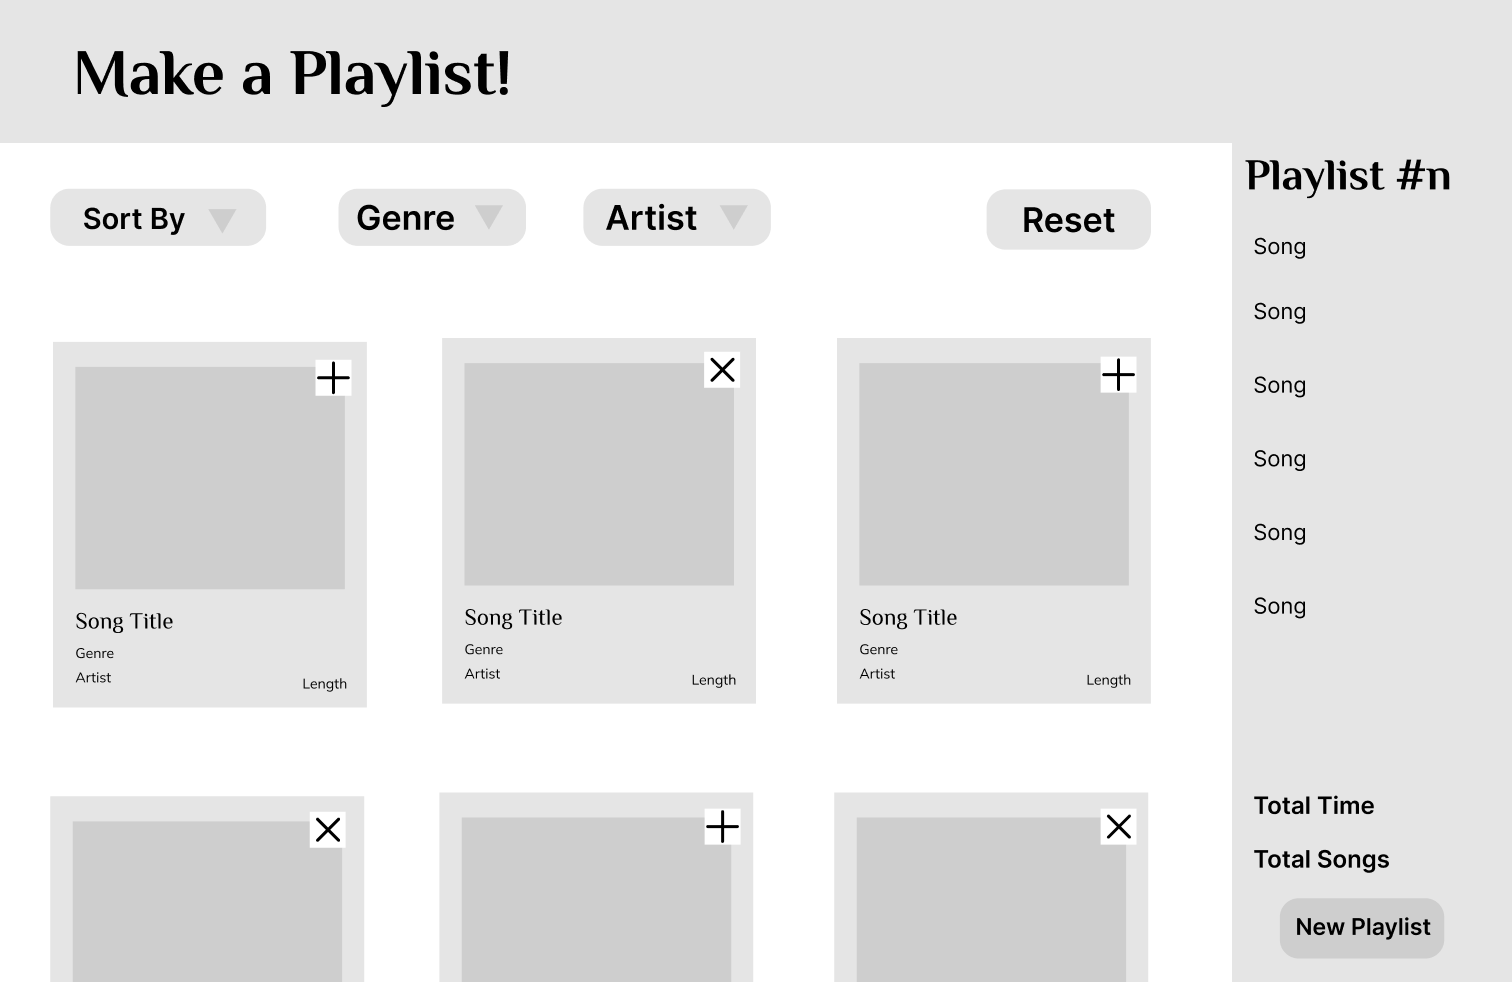 Make a Playlist!
Sort By
Genre
Artist
Reset
Song Title
Genre
Artist
Length
Song Title
Genre
Artist
Length
Song Title
Genre
Artist
Length
Playlist #n
Song
Song
Song
Song
Song
Song
Total Time
Total Songs
New Playlist